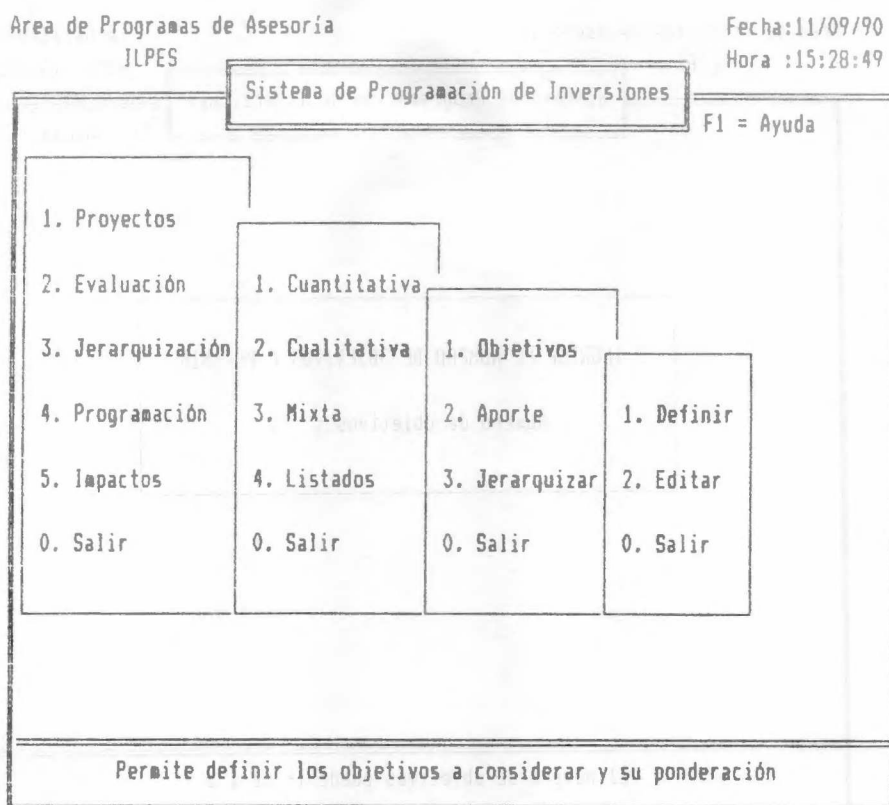 Area de Programas de Asesoría
ILPES
Fecha:11/09/90
Hora :15:28:49
Sistema de Programación de Inversiones
F1 = Ayuda
1. Proyectos
2. Evaluación
3. Jerarquización
4. Programación
5. Impactos
0. Salir
1. Cuantitativa
2. Cualitativa
3. Mixta
4. Listados
0. Salir
1. Objetivos
2. Aporte
3. Jerarquizar
0. Salir
1. Definir
2. Editar
0. Salir
Permite definir los objetivos a considerar y su ponderación